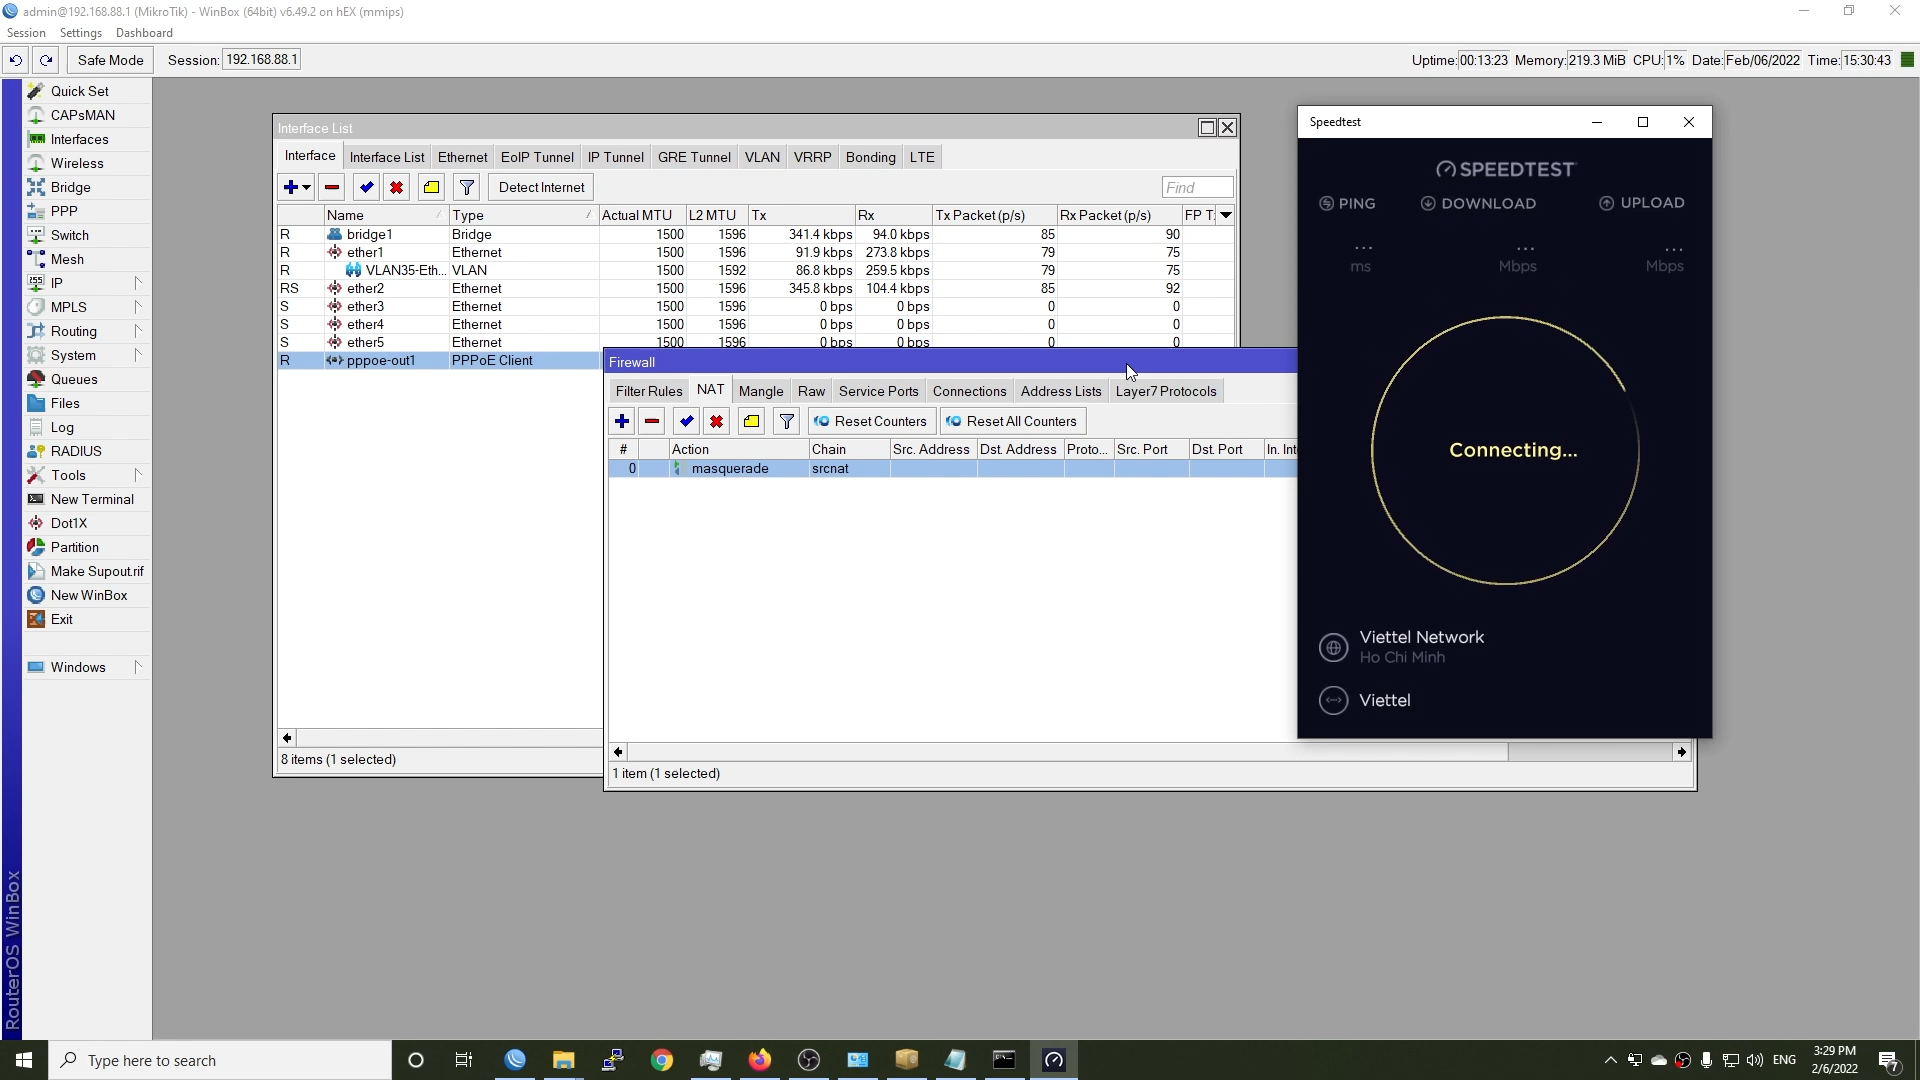 admin@192.168.88.1 (MikroTik) - WinBox (64bit) v6.49.2 on hEX (mmips)
Session Settings Dashboard
Safe Mode Session: 192.168.88.1 Uptime: 00:13:23 Memory: 219.3 MiB CPU: 1% Date: Feb/06/2022 Time: 15:30:43
Quick Set
CAPsMAN
Interfaces
Wireless
Bridge
PPP
Switch
Mesh
IP
MPLS
Routing
System
Queues
Files
Log
RADIUS
Tools
New Terminal
Dot1X
Partition
Make Supout.rif
New WinBox
Exit
Windows
RouterOS WinBox
Interface List
Interface Interface List Ethernet EoIP Tunnel IP Tunnel GRE Tunnel VLAN VRRP Bonding LTE
Detect Internet Find
Name Type Actual MTU L2 MTU Tx Rx Tx Packet (p/s) Rx Packet (p/s) FP T
R bridge1 Bridge 1500 1596 341.4 kbps 94.0 kbps 85 90
R ether1 Ethernet 1500 1596 91.9 kbps 273.8 kbps 79 75
R VLAN35-Eth... VLAN 1500 1592 86.8 kbps 259.5 kbps 79 75
RS ether2 Ethernet 1500 1596 345.8 kbps 104.4 kbps 85 92
S ether3 Ethernet 1500 1596 0 bps 0 bps 0 0
S ether4 Ethernet 1500 1596 0 bps 0 bps 0 0
S ether5 Ethernet 1500 1596 0 bps 0 bps 0 0
R pppoe-out1 PPPoE Client
8 items (1 selected)
Firewall
Filter Rules NAT Mangle Raw Service Ports Connections Address Lists Layer7 Protocols
Reset Counters Reset All Counters
# Action Chain Src. Address Dst. Address Proto... Src. Port Dst. Port In. Int
0 masquerade srcnat
1 item (1 selected)
Speedtest
SPEEDTEST
PING DOWNLOAD UPLOAD
... ... ...
ms Mbps Mbps
Connecting...
Viettel Network
Ho Chi Minh
Viettel
Type here to search
ENG
3:29 PM
2/6/2022
7